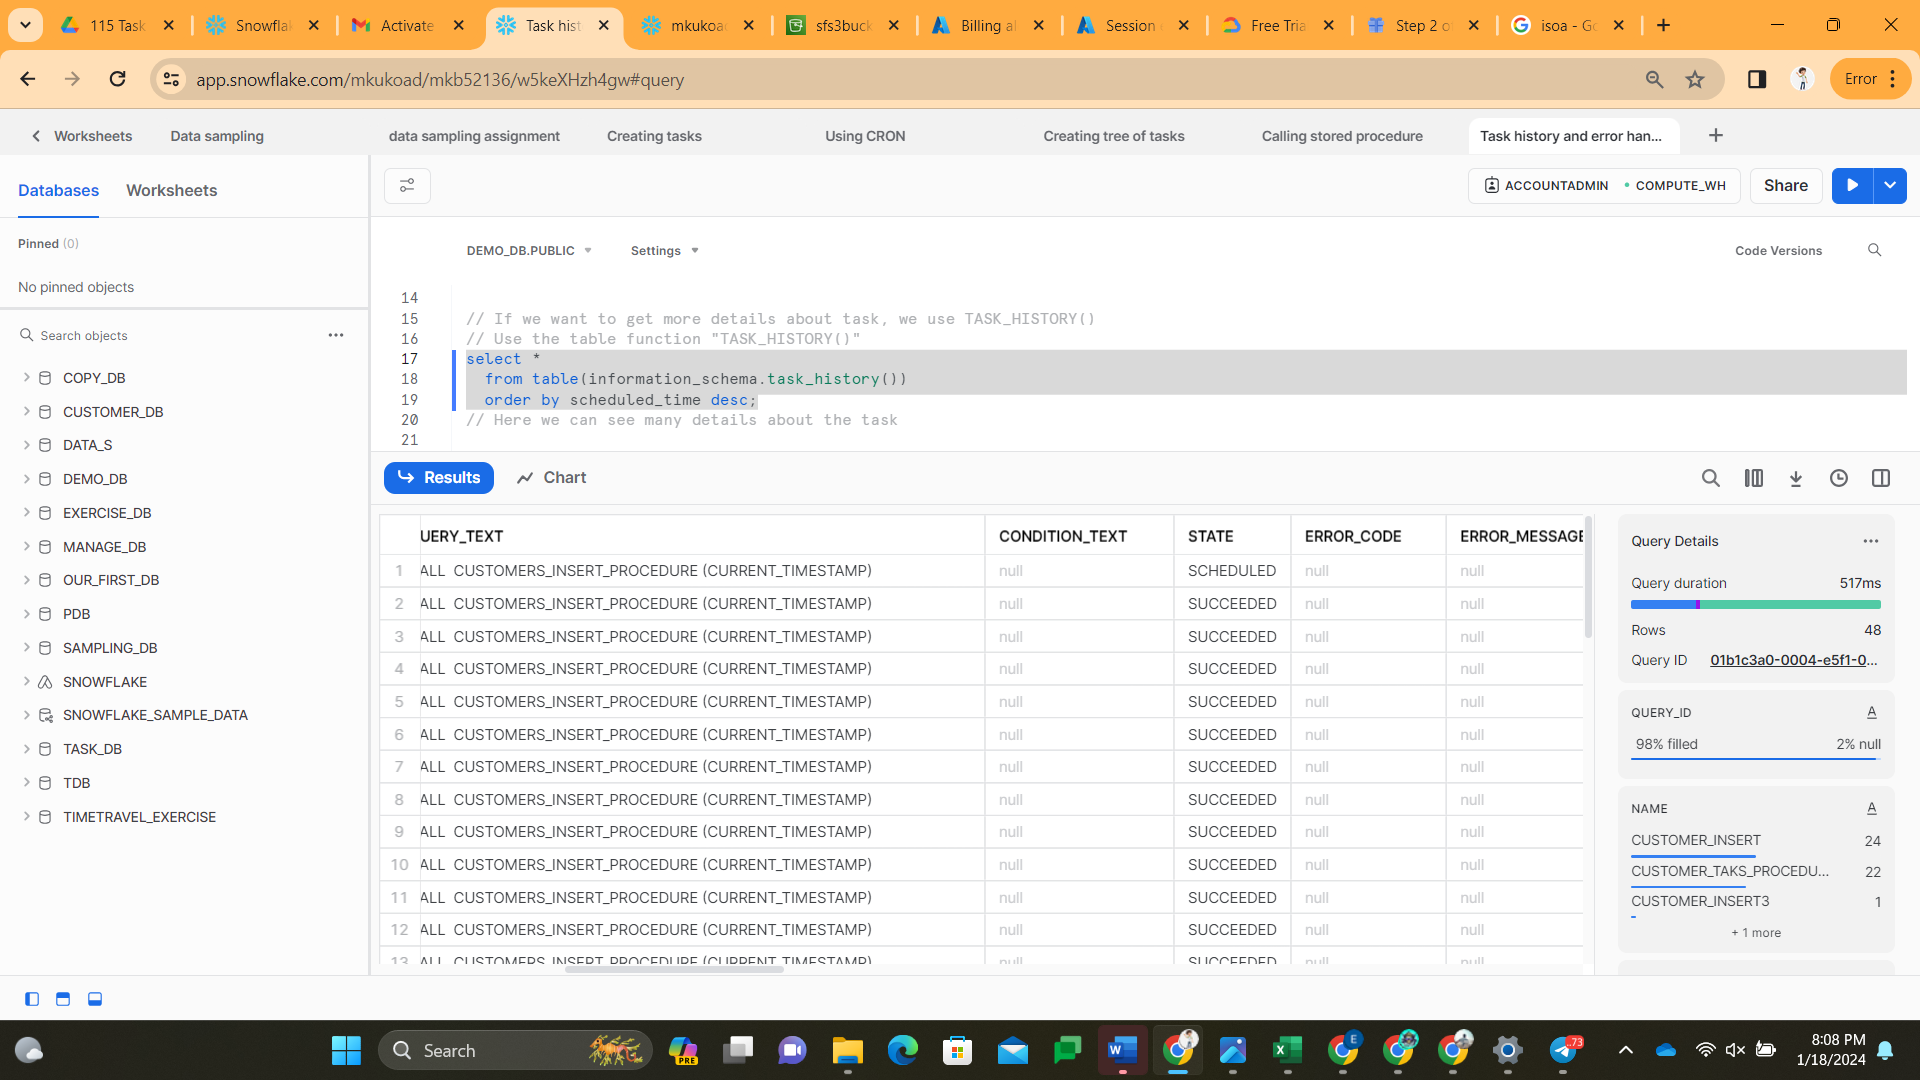 115 Task
Snowfla
Activate
Task hist
mkukoad
sfs3buck
Billing al
Session
Free Tria
Step 2 o
isoa - Go
app.snowflake.com/mkukoad/mkb52136/w5keXHzh4gw#query
Error
Worksheets
Data sampling
data sampling assignment
Creating tasks
Using CRON
Creating tree of tasks
Calling stored procedure
Task history and error han...
Databases
Worksheets
ACCOUNTADMIN
COMPUTE_WH
Share
Pinned (0)
No pinned objects
DEMO_DB.PUBLIC
Settings
Code Versions
Search objects
COPY_DB
CUSTOMER_DB
DATA_S
DEMO_DB
EXERCISE_DB
MANAGE_DB
OUR_FIRST_DB
PDB
SAMPLING_DB
SNOWFLAKE
SNOWFLAKE_SAMPLE_DATA
TASK_DB
TDB
TIMETRAVEL_EXERCISE
14
15 // If we want to get more details about task, we use TASK_HISTORY()
16 // Use the table function "TASK_HISTORY()"
17 select *
18 from table(information_schema.task_history())
19 order by scheduled_time desc;
20 // Here we can see many details about the task
21
Results
Chart
UERY_TEXT CONDITION_TEXT STATE ERROR_CODE ERROR_MESSAGE
1 ALL CUSTOMERS_INSERT_PROCEDURE (CURRENT_TIMESTAMP) null SCHEDULED null null
2 ALL CUSTOMERS_INSERT_PROCEDURE (CURRENT_TIMESTAMP) null SUCCEEDED null null
3 ALL CUSTOMERS_INSERT_PROCEDURE (CURRENT_TIMESTAMP) null SUCCEEDED null null
4 ALL CUSTOMERS_INSERT_PROCEDURE (CURRENT_TIMESTAMP) null SUCCEEDED null null
5 ALL CUSTOMERS_INSERT_PROCEDURE (CURRENT_TIMESTAMP) null SUCCEEDED null null
6 ALL CUSTOMERS_INSERT_PROCEDURE (CURRENT_TIMESTAMP) null SUCCEEDED null null
7 ALL CUSTOMERS_INSERT_PROCEDURE (CURRENT_TIMESTAMP) null SUCCEEDED null null
8 ALL CUSTOMERS_INSERT_PROCEDURE (CURRENT_TIMESTAMP) null SUCCEEDED null null
9 ALL CUSTOMERS_INSERT_PROCEDURE (CURRENT_TIMESTAMP) null SUCCEEDED null null
10 ALL CUSTOMERS_INSERT_PROCEDURE (CURRENT_TIMESTAMP) null SUCCEEDED null null
11 ALL CUSTOMERS_INSERT_PROCEDURE (CURRENT_TIMESTAMP) null SUCCEEDED null null
12 ALL CUSTOMERS_INSERT_PROCEDURE (CURRENT_TIMESTAMP) null SUCCEEDED null null
13 ALL CUSTOMERS_INSERT_PROCEDURE (CURRENT_TIMESTAMP) null SUCCEEDED null null
Query Details
Query duration 517ms
Rows 48
Query ID 01b1c3a0-0004-e5f1-0...
QUERY_ID A
98% filled 2% null
NAME A
CUSTOMER_INSERT 24
CUSTOMER_TAKS_PROCEDU... 22
CUSTOMER_INSERT3 1
+ 1 more
Search
PRE
E
73
8:08 PM
1/18/2024